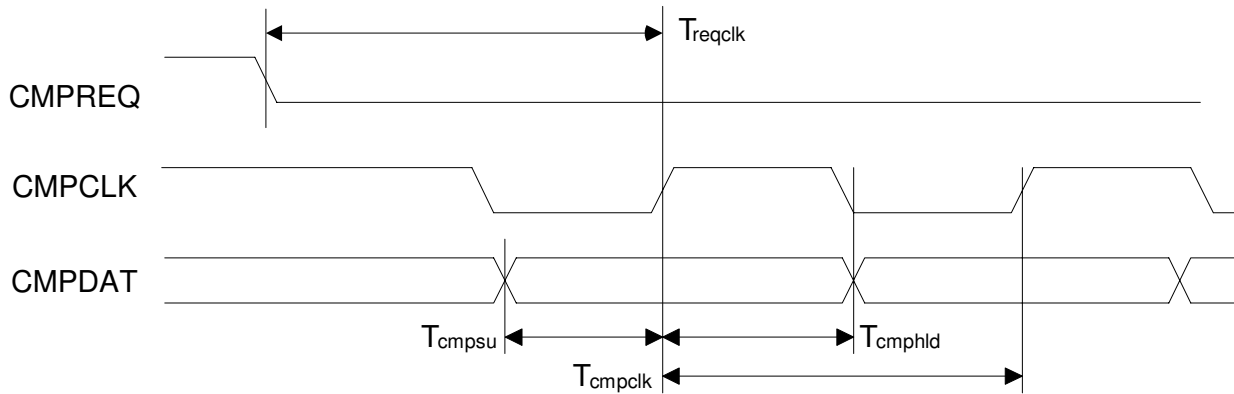 Treqclk
CMPREQ
CMPCLK
CMPDAT
Tcmpsu
Tcmphld
Tcmpclk